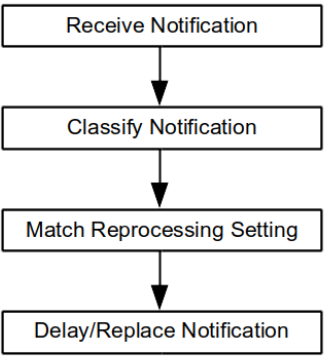 Receive Notification
Classify Notification
Match Reprocessing Setting
Delay/Replace Notification